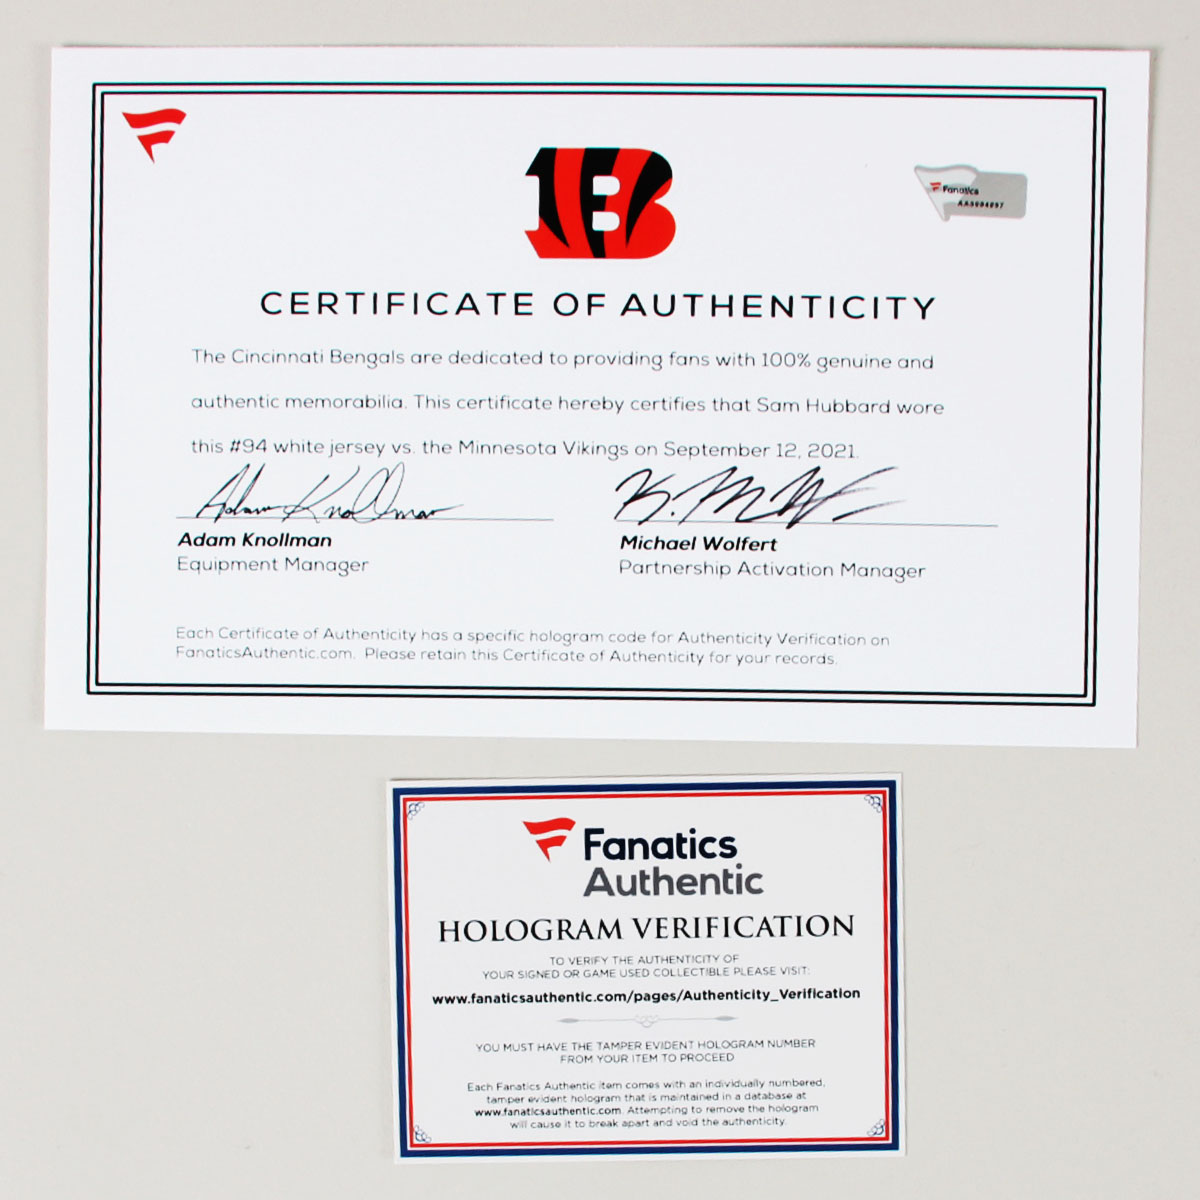 Fanatics
CERTIFICATE OF AUTHENTICITY
The Cincinnati Bengals are dedicated to providing fans with 100% genuine and
authentic memorabilia. This certificate hereby certifies that Sam Hubbard wore
this #94 white jersey vs. the Minnesota Vikings on September 12, 2021.
Adam Knollman
Adam Knollman
Equipment Manager
Michael Wolfert
Partnership Activation Manager
Each Certificate of Authenticity has a specific hologram code for Authenticity Verification on
FanaticsAuthentic.com. Please retain this Certificate of Authenticity for your records.
Fanatics
Authentic
HOLOGRAM VERIFICATION
TO VERIFY THE AUTHENTICITY OF
YOUR SIGNED OR GAME USED COLLECTIBLE PLEASE VISIT:
www.fanaticsauthentic.com/pages/Authenticity_Verification
YOU MUST HAVE THE TAMPER EVIDENT HOLOGRAM NUMBER
FROM YOUR ITEM TO PROCEED
Each Fanatics Authentic item comes with an individually numbered,
tamper evident hologram that is maintained in a database at
www.fanaticsauthentic.com. Attempting to remove the hologram
will cause it to break apart and void the authenticity.